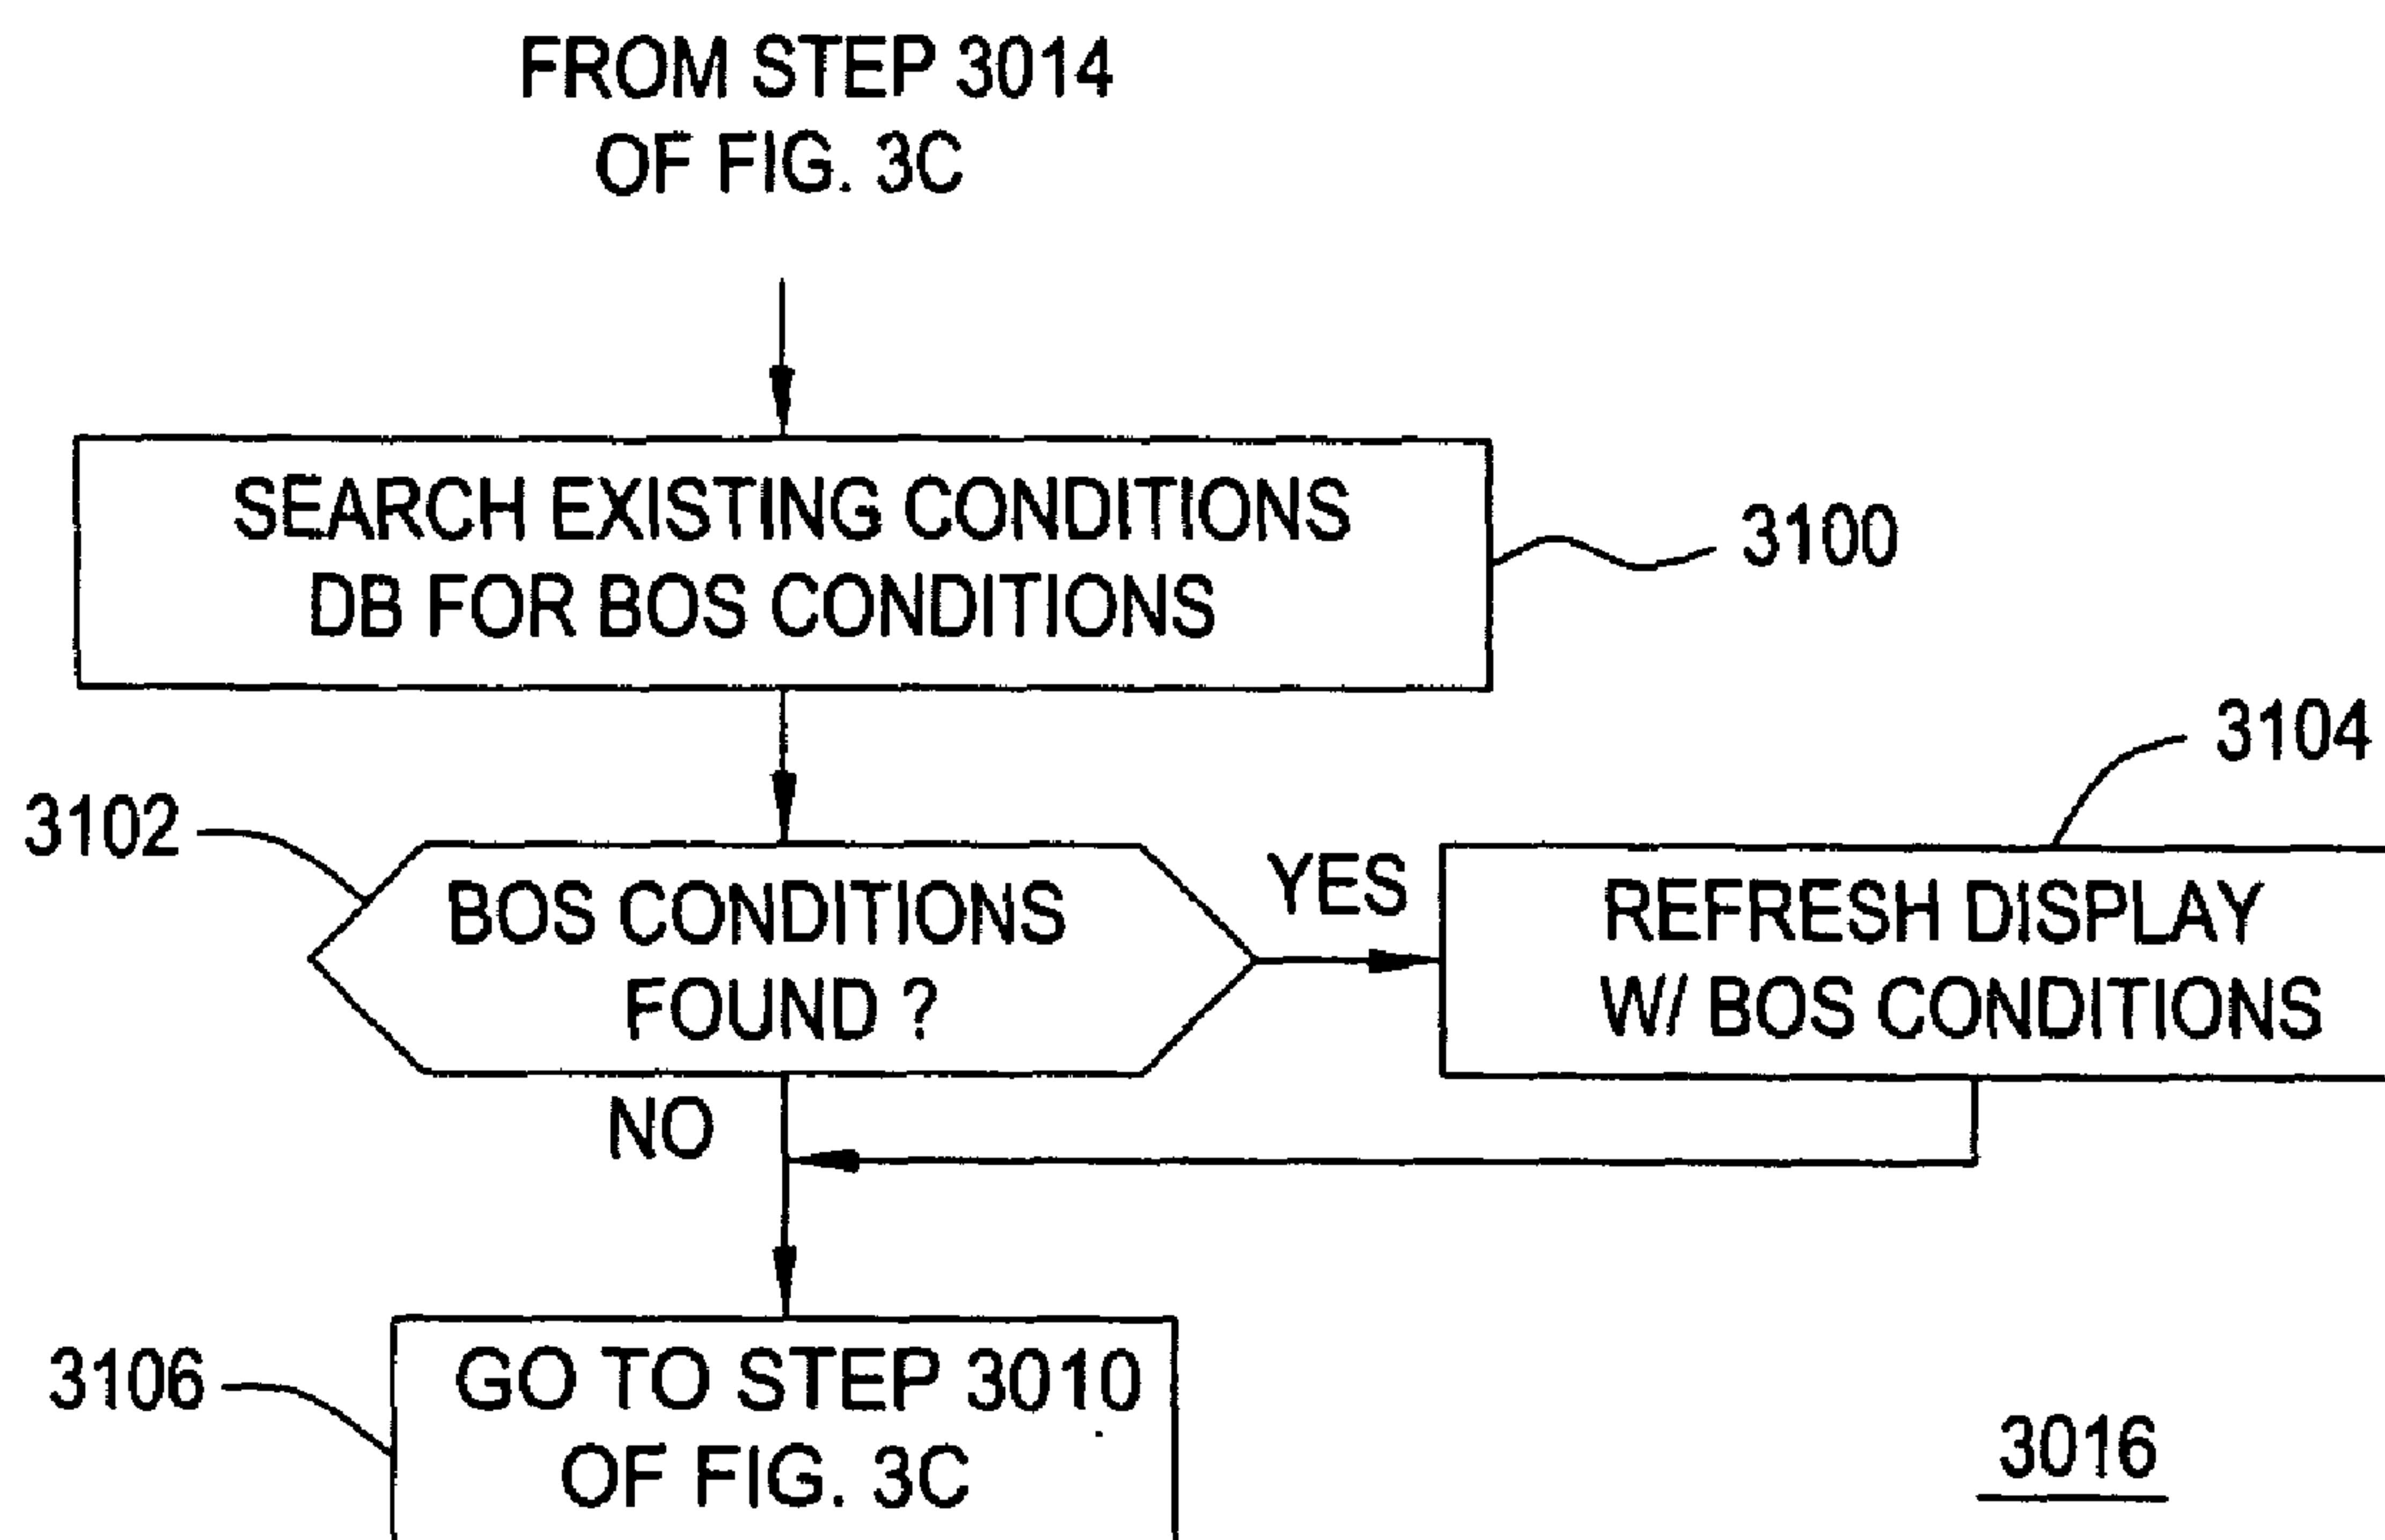 FROM STEP 3014
OF FIG. 3C
SEARCH EXISTING CONDITIONS
DB FOR BOS CONDITIONS
3100
3104
3102
BOS CONDITIONS
FOUND ?
YES
REFRESH DISPLAY
W/ BOS CONDITIONS
NO
3106
GO TO STEP 3010
OF FIG. 3C
3016